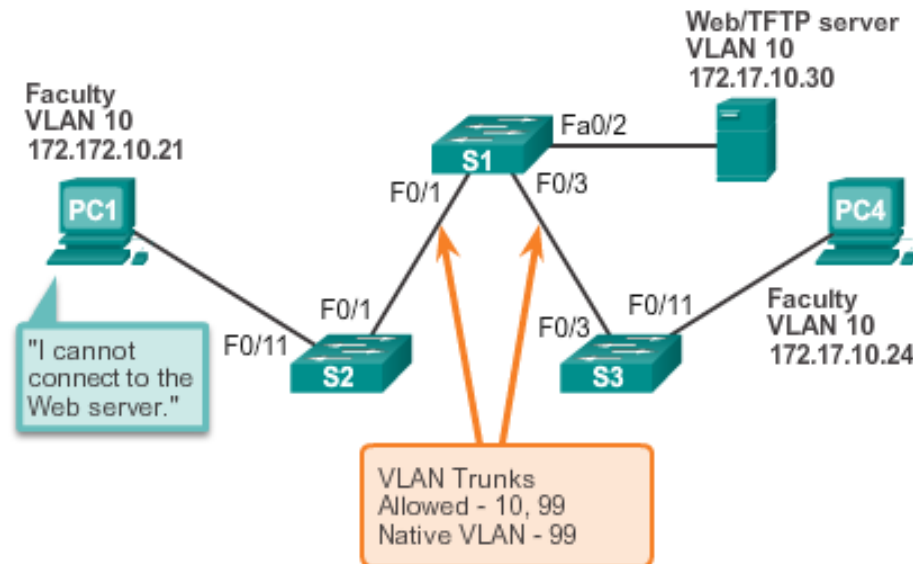 Web/TFTP server
VLAN 10
172.17.10.30
Faculty
VLAN 10
172.172.10.21
Fa0/2
S1
F0/1
F0/3
PC1
PC4
F0/1
F0/11
F0/3
F0/11
Faculty
VLAN 10
172.17.10.24
"I cannot
connect to the
Web server."
S2
S3
VLAN Trunks
Allowed - 10, 99
Native VLAN - 99